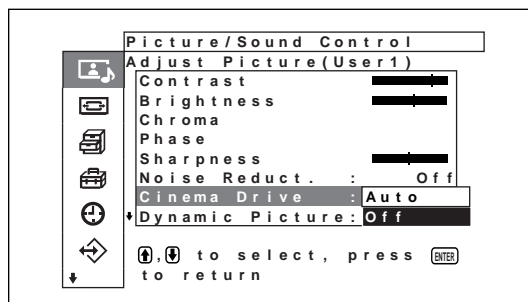 Picture/Sound Control
Adjust Picture(User1)
Contrast
Brightness
Chroma
Phase
Sharpness
Noise Reduct. : Off
Cinema Drive : Auto
Dynamic Picture: Off
, to select, press ENTER
to return